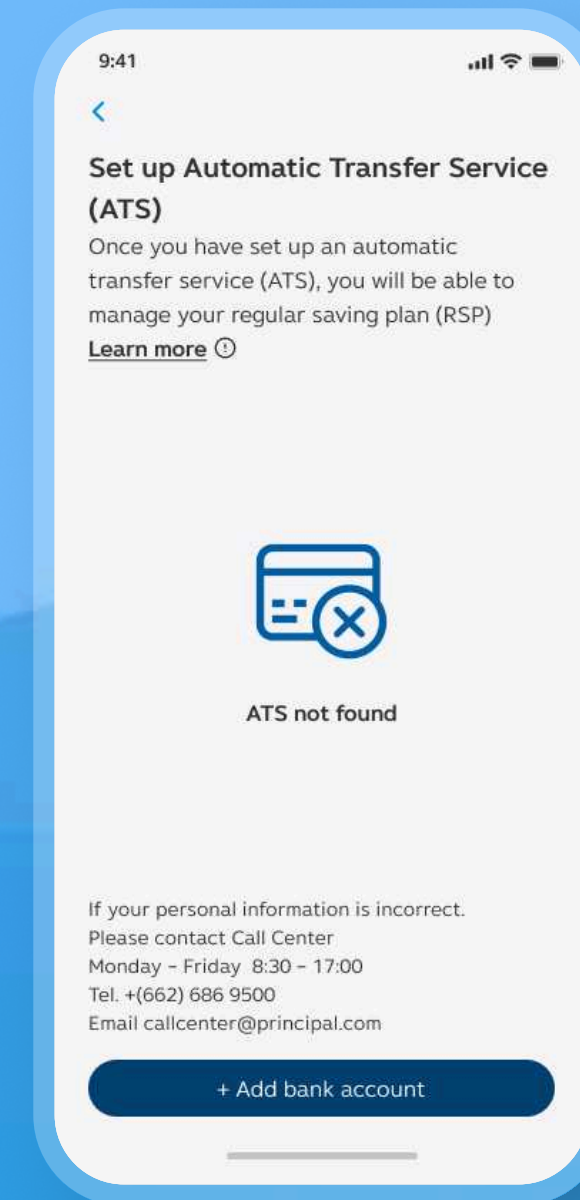 9:41
Set up Automatic Transfer Service
(ATS)
Once you have set up an automatic
transfer service (ATS), you will be able to
manage your regular saving plan (RSP)
Learn more
ATS not found
If your personal information is incorrect.
Please contact Call Center
Monday – Friday 8:30 – 17:00
Tel. +(662) 686 9500
Email callcenter@principal.com
+ Add bank account